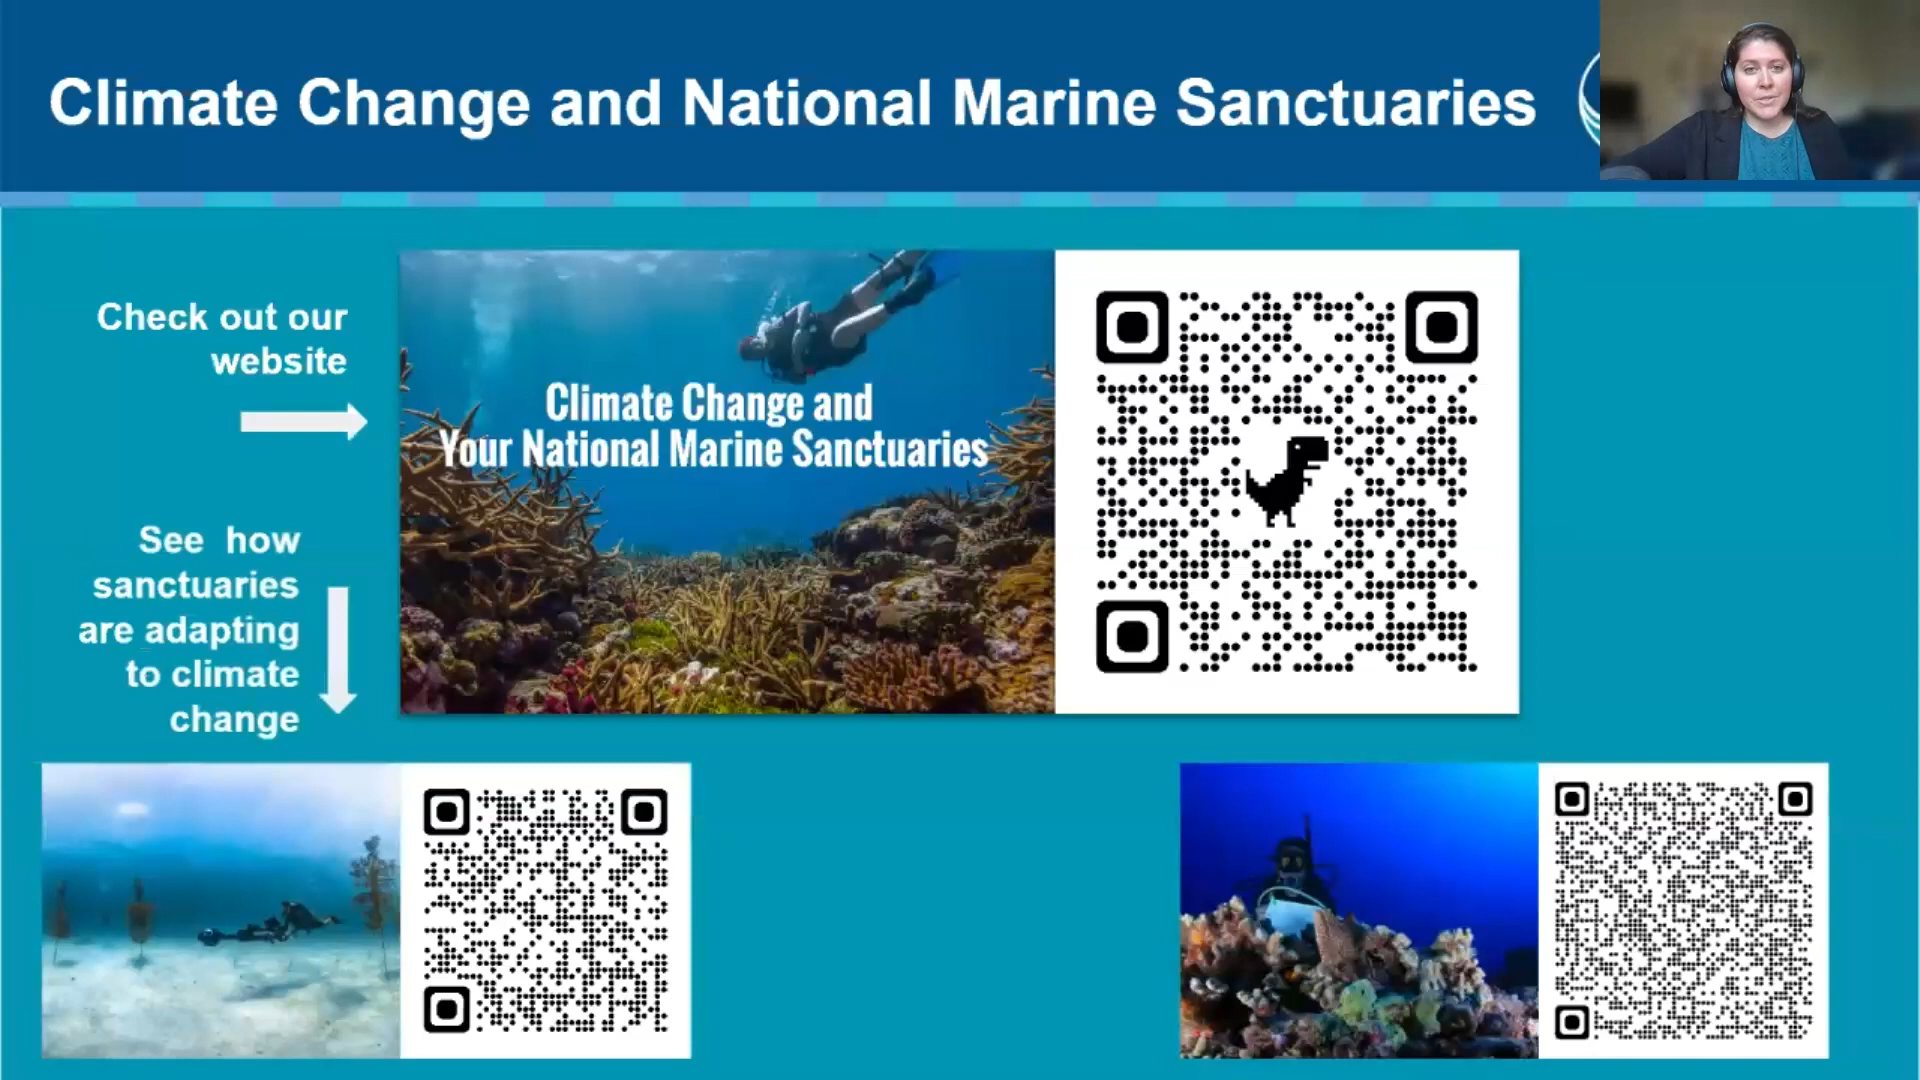 Climate Change and National Marine Sanctuaries
Check out our
website
Climate Change and
Your National Marine Sanctuaries
See how
sanctuaries
are adapting
to climate
change